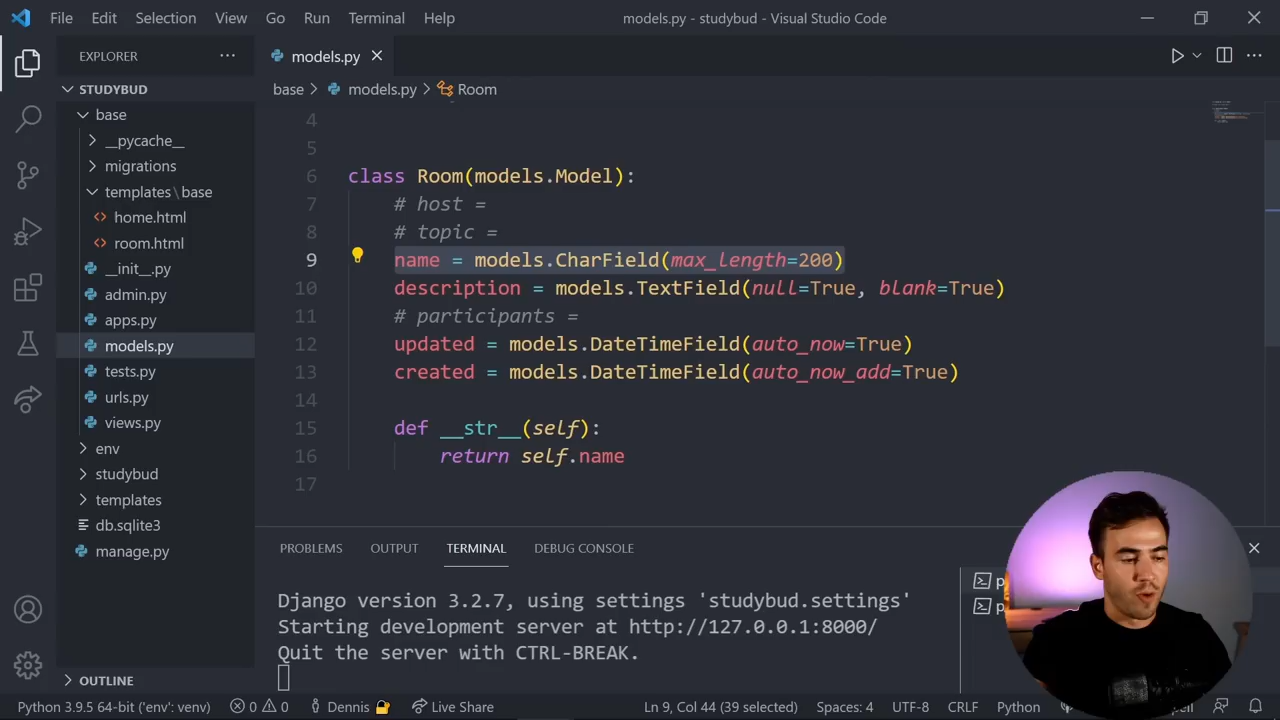 File Edit Selection View Go Run Terminal Help
models.py - studybud - Visual Studio Code
EXPLORER
STUDYBUD
base
__pycache__
migrations
templates\base
home.html
room.html
__init__.py
admin.py
apps.py
models.py
tests.py
urls.py
views.py
env
studybud
templates
db.sqlite3
manage.py
OUTLINE
models.py
base > models.py > Room
4
5
6 class Room(models.Model):
7 # host =
8 # topic =
9 name = models.CharField(max_length=200)
10 description = models.TextField(null=True, blank=True)
11 # participants =
12 updated = models.DateTimeField(auto_now=True)
13 created = models.DateTimeField(auto_now_add=True)
14
15 def __str__(self):
16 return self.name
17
PROBLEMS OUTPUT TERMINAL DEBUG CONSOLE
Django version 3.2.7, using settings 'studybud.settings'
Starting development server at http://127.0.0.1:8000/
Quit the server with CTRL-BREAK.
Python 3.9.5 64-bit ('env': venv) 0 0 Dennis Live Share Ln 9, Col 44 (39 selected) Spaces: 4 UTF-8 CRLF Python